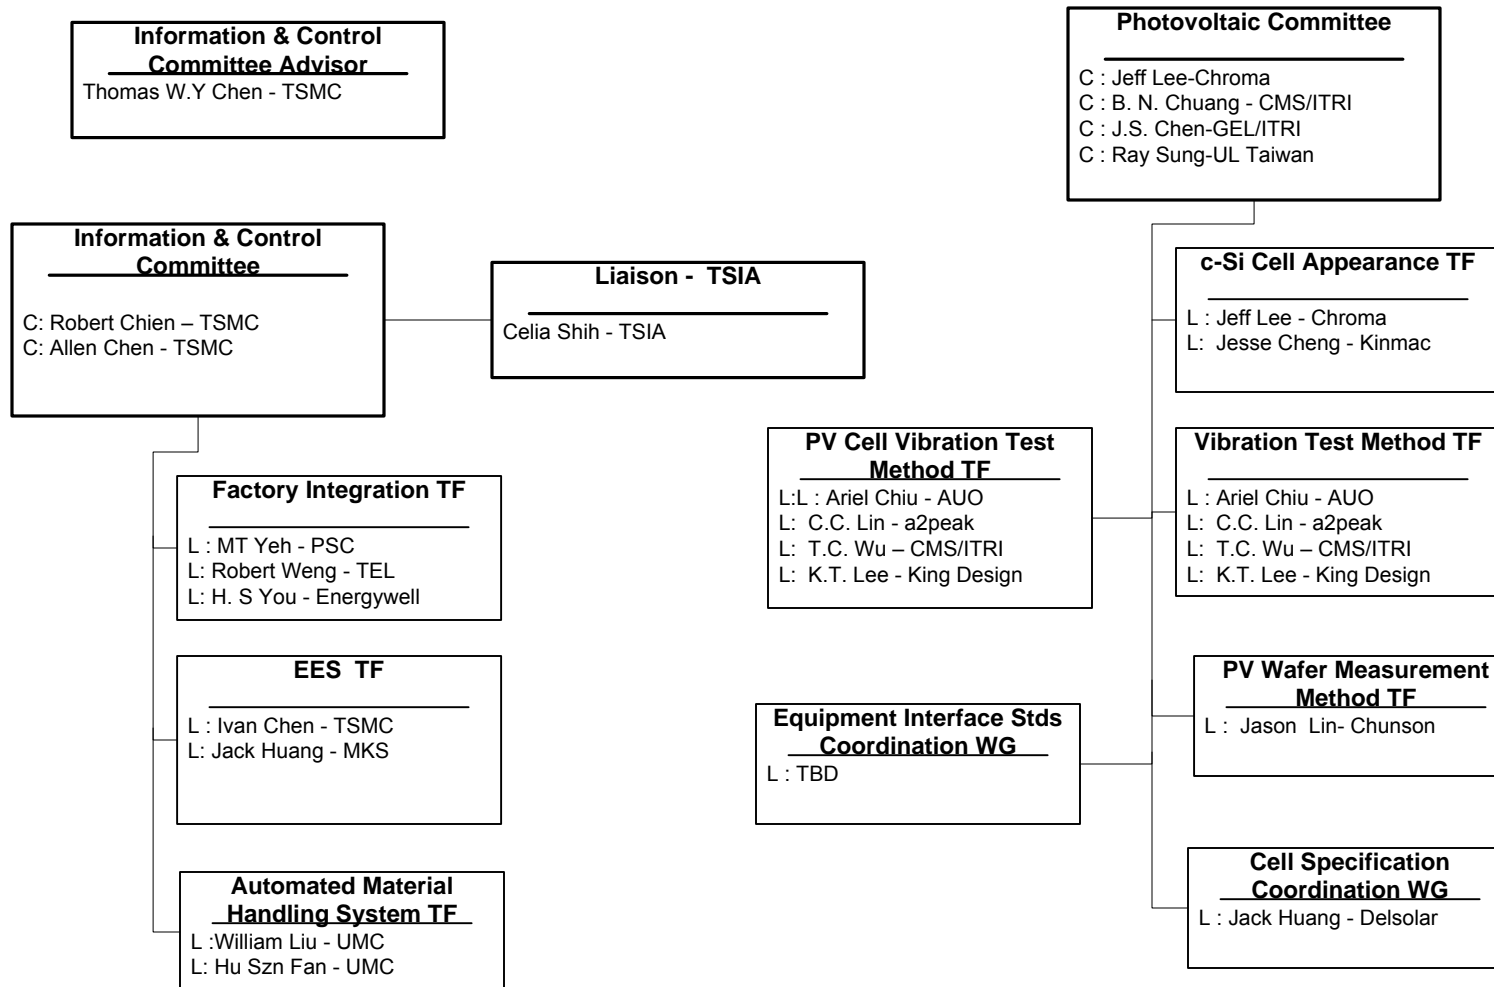 Information & Control
Committee Advisor
Thomas W.Y Chen - TSMC
Information & Control
Committee
C: Robert Chien – TSMC
C: Allen Chen - TSMC
Liaison - TSIA
Celia Shih - TSIA
Factory Integration TF
L : MT Yeh - PSC
L: Robert Weng - TEL
L: H. S You - Energywell
EES TF
L : Ivan Chen - TSMC
L: Jack Huang - MKS
Automated Material
Handling System TF
L :William Liu - UMC
L: Hu Szn Fan - UMC
Photovoltaic Committee
C : Jeff Lee-Chroma
C : B. N. Chuang - CMS/ITRI
C : J.S. Chen-GEL/ITRI
C : Ray Sung-UL Taiwan
c-Si Cell Appearance TF
L : Jeff Lee - Chroma
L: Jesse Cheng - Kinmac
PV Cell Vibration Test
Method TF
L:L : Ariel Chiu - AUO
L: C.C. Lin - a2peak
L: T.C. Wu – CMS/ITRI
L: K.T. Lee - King Design
Vibration Test Method TF
L : Ariel Chiu - AUO
L: C.C. Lin - a2peak
L: T.C. Wu – CMS/ITRI
L: K.T. Lee - King Design
Equipment Interface Stds
Coordination WG
L : TBD
PV Wafer Measurement
Method TF
L : Jason Lin- Chunson
Cell Specification
Coordination WG
L : Jack Huang - Delsolar